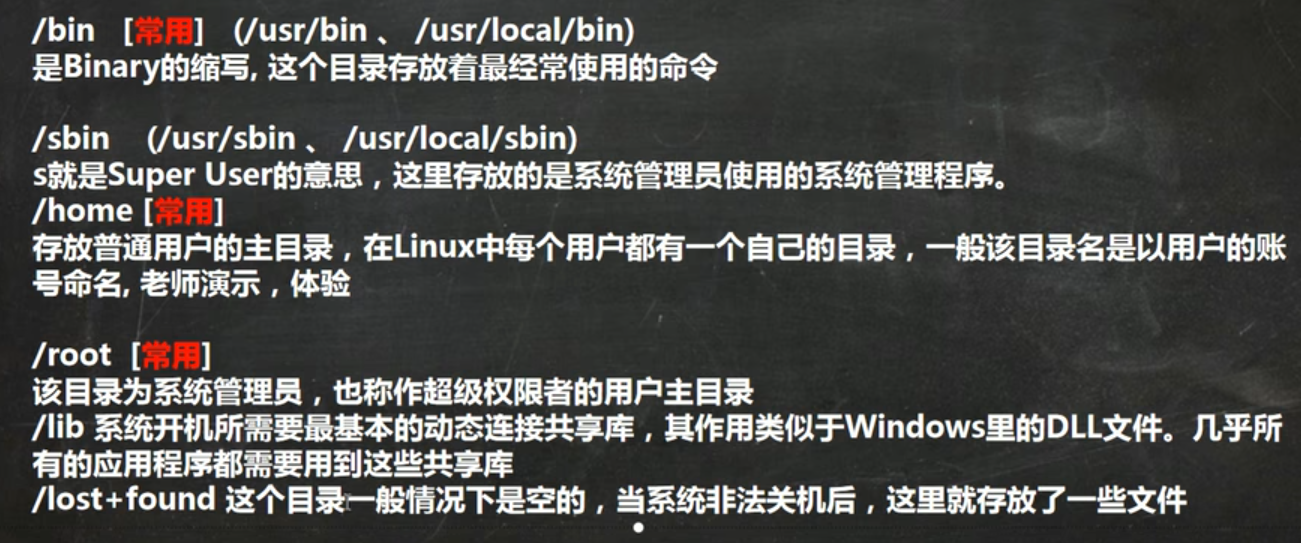 /bin [常用] (/usr/bin 、 /usr/local/bin)
是Binary的缩写, 这个目录存放着最经常使用的命令
/sbin (/usr/sbin 、 /usr/local/sbin)
s就是Super User的意思，这里存放的是系统管理员使用的系统管理程序。
/home [常用]
存放普通用户的主目录，在Linux中每个用户都有一个自己的目录，一般该目录名是以用户的账
号命名, 老师演示，体验
/root [常用]
该目录为系统管理员，也称作超级权限者的用户主目录
/lib 系统开机所需要最基本的动态连接共享库，其作用类似于Windows里的DLL文件。几乎所
有的应用程序都需要用到这些共享库
/lost+found 这个目录一般情况下是空的，当系统非法关机后，这里就存放了一些文件